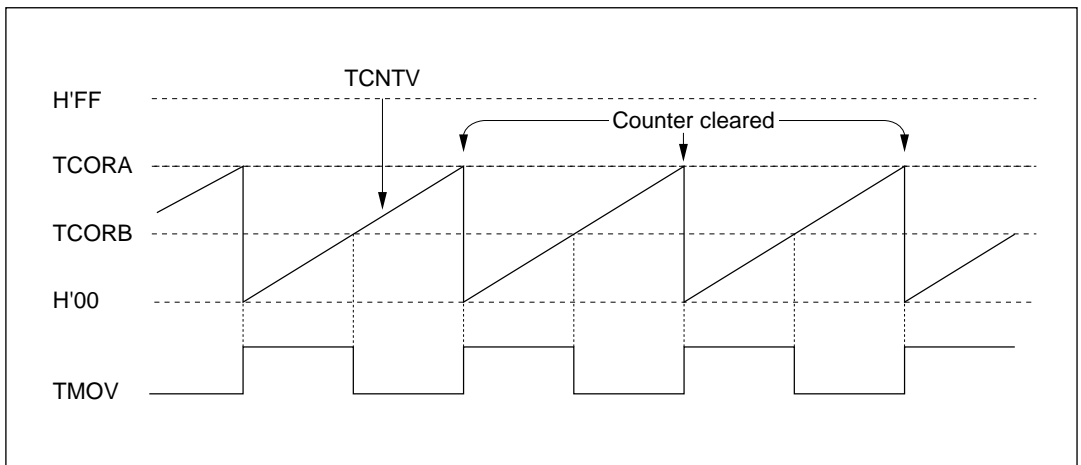 TCNTV
H'FF
Counter cleared
TCORA
TCORB
H'00
TMOV